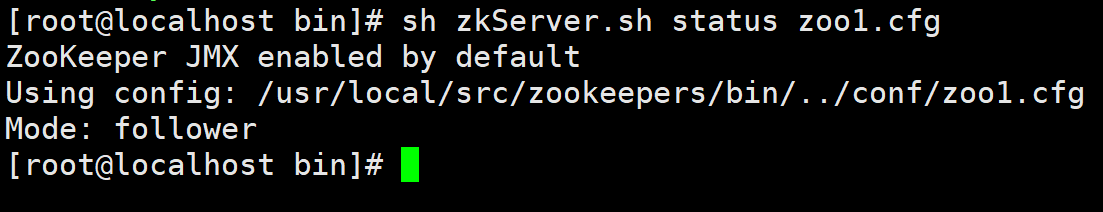 [root@localhost bin]# sh zkServer.sh status zoo1.cfg
ZooKeeper JMX enabled by default
Using config: /usr/local/src/zookeepers/bin/../conf/zoo1.cfg
Mode: follower
[root@localhost bin]#